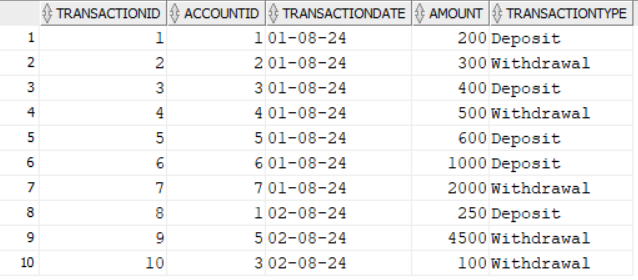 TRANSACTIONID ACCOUNTID TRANSACTIONDATE AMOUNT TRANSACTIONTYPE
1 1 1 01-08-24 200 Deposit
2 2 2 01-08-24 300 Withdrawal
3 3 3 01-08-24 400 Deposit
4 4 4 01-08-24 500 Withdrawal
5 5 5 01-08-24 600 Deposit
6 6 6 01-08-24 1000 Deposit
7 7 7 01-08-24 2000 Withdrawal
8 8 1 02-08-24 250 Deposit
9 9 5 02-08-24 4500 Withdrawal
10 10 3 02-08-24 100 Withdrawal